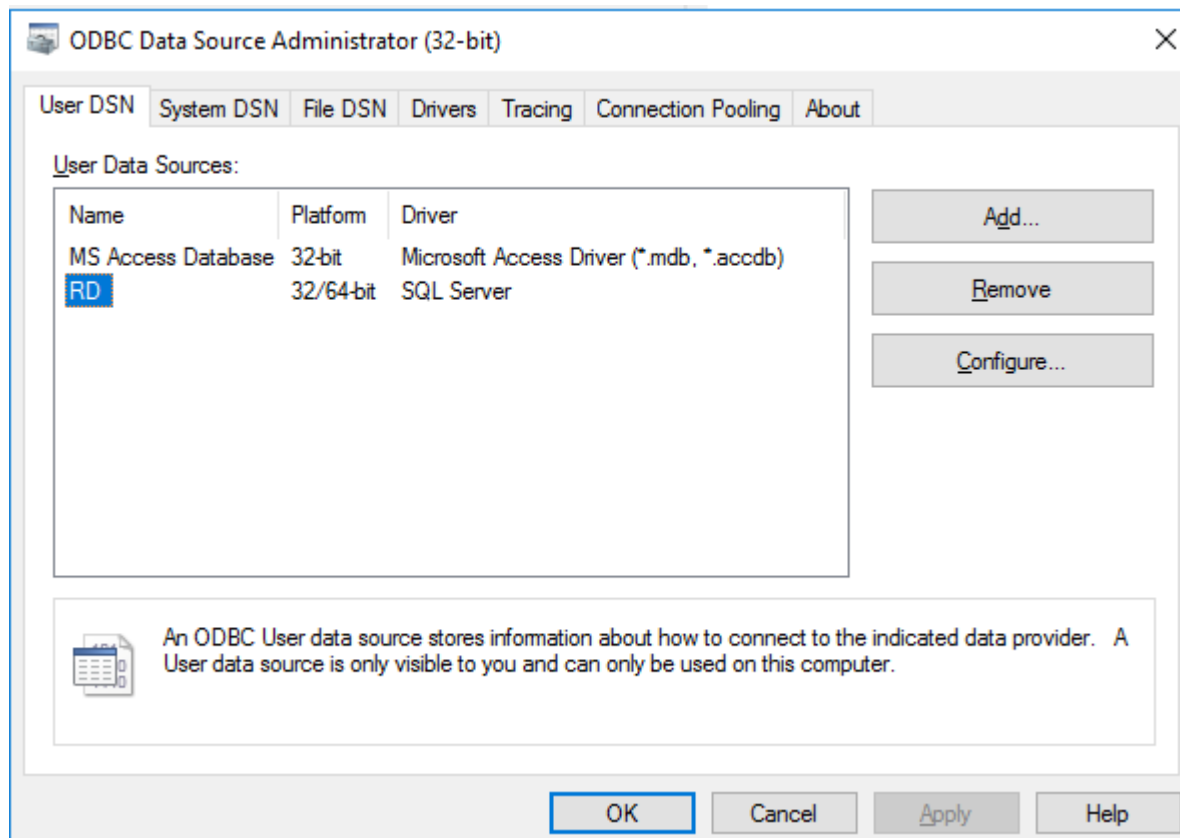 ODBC Data Source Administrator (32-bit)
User DSN System DSN File DSN Drivers Tracing Connection Pooling About
User Data Sources:
Name Platform Driver
MS Access Database 32-bit Microsoft Access Driver (*.mdb, *.accdb)
RD 32/64-bit SQL Server
Add...
Remove
Configure...
An ODBC User data source stores information about how to connect to the indicated data provider. A
User data source is only visible to you and can only be used on this computer.
OK Cancel Apply Help